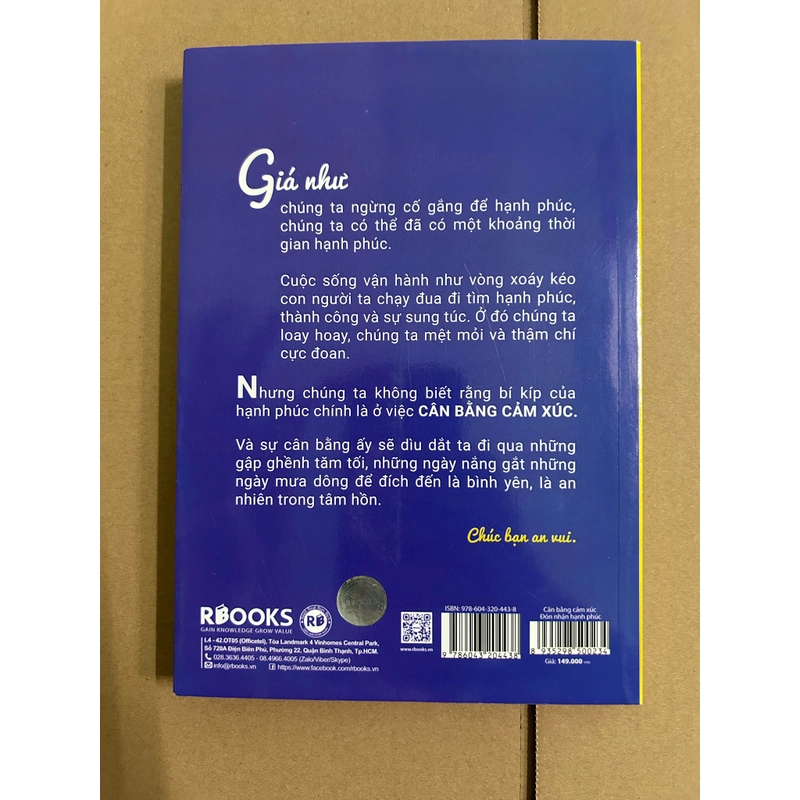 Giá như
chúng ta ngừng cố gắng để hạnh phúc,
chúng ta có thể đã có một khoảng thời
gian hạnh phúc.
Cuộc sống vận hành như vòng xoáy kéo
con người ta chạy đua đi tìm hạnh phúc,
thành công và sự sung túc. Ở đó chúng ta
loay hoay, chúng ta mệt mỏi và thậm chí
cực đoan.
Nhưng chúng ta không biết rằng bí kíp của
hạnh phúc chính là ở việc CÂN BẰNG CẢM XÚC.
Và sự cân bằng ấy sẽ dìu dắt ta đi qua những
gập ghềnh tăm tối, những ngày nắng gắt những
ngày mưa dông để đích đến là bình yên, là an
nhiên trong tâm hồn.
Chúc bạn an vui.
RBOOKS
GAIN KNOWLEDGE GROW VALUE
RB
L4 - 42.OT05 (Officetel), Tòa Landmark 4 Vinhomes Central Park,
Số 720A Điện Biên Phủ, Phường 22, Quận Bình Thạnh, Tp.HCM.
028.3636.4405 - 08.4966.4005 (Zalo/Viber/Skype)
info@rbooks.vn https://www.facebook.com/rbooks.vn
www.rbooks.vn
ISBN: 978-604-320-443-8
9 786043 204438
Cân bằng cảm xúc
Đón nhận hạnh phúc
8 935298 500234
Giá: 149.000 VNĐ